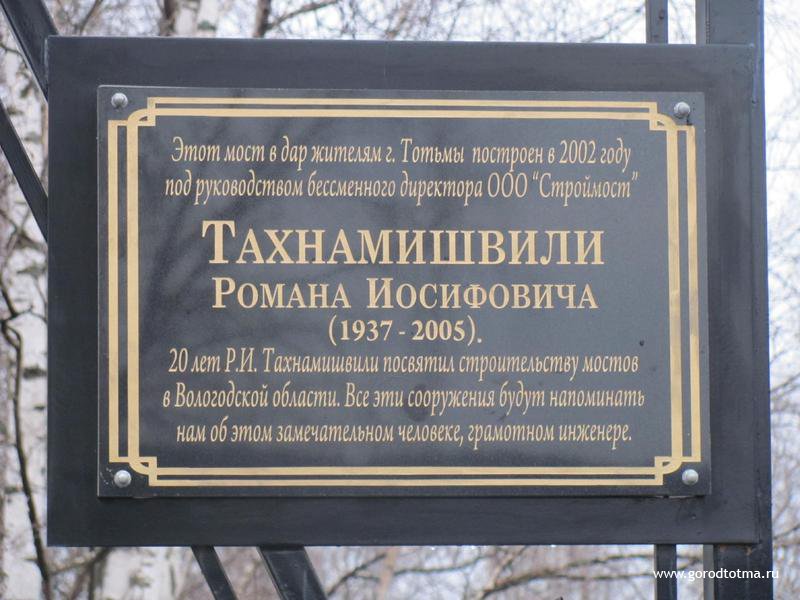 Этот мост в дар жителям г. Тотьмы построен в 2002 году
под руководством бессменного директора ООО "Строймост"
ТАХНАМИШВИЛИ
РОМАНА ИОСИФОВИЧА
(1937 - 2005).
20 лет Р.И. Тахнамишвили посвятил строительству мостов
в Вологодской области. Все эти сооружения будут напоминать
нам об этом замечательном человеке, грамотном инженере.
www.gorodtotma.ru